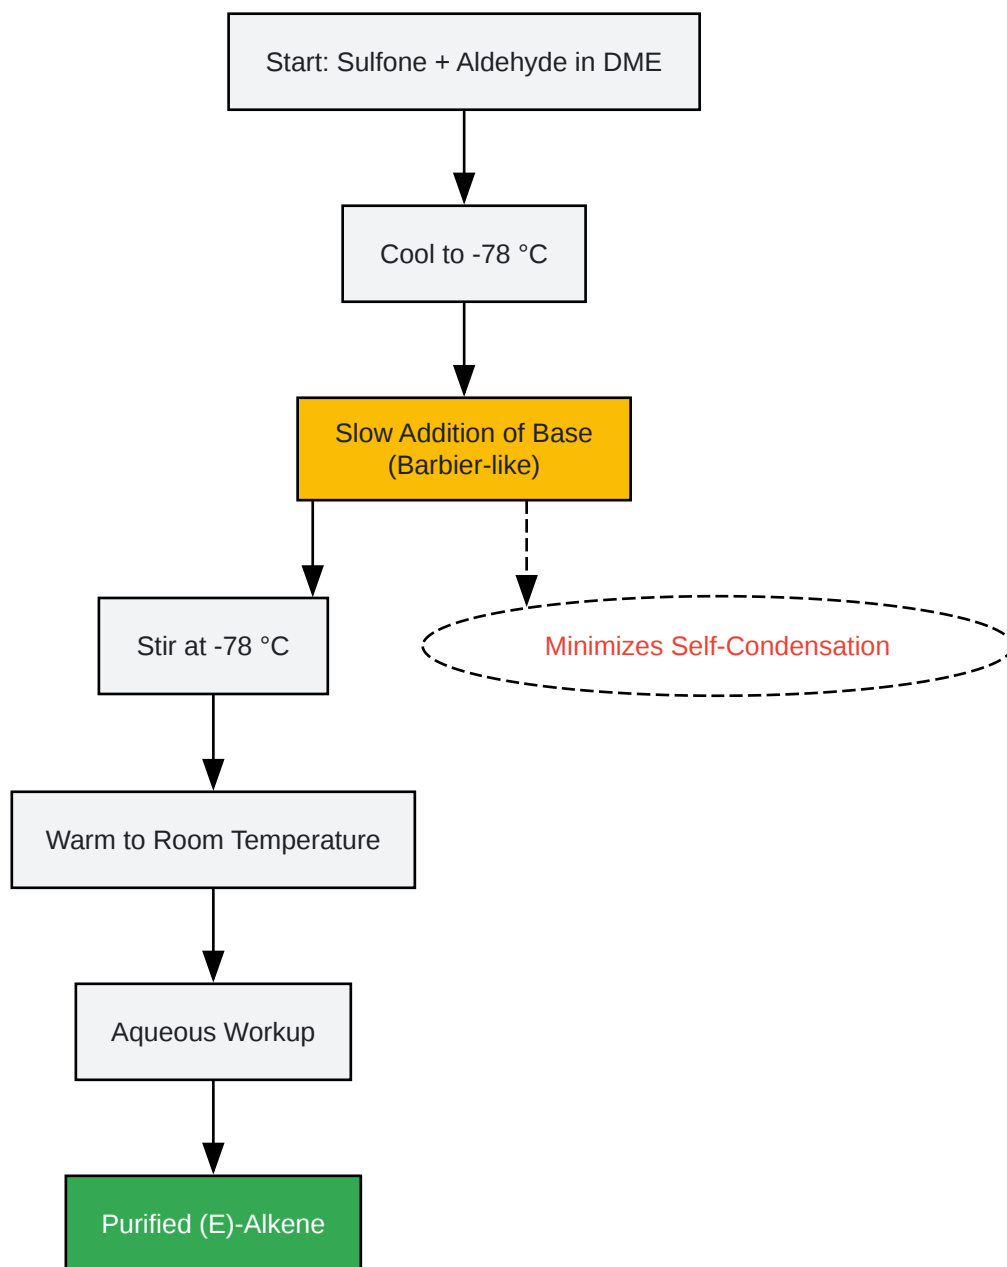 Start: Sulfone + Aldehyde in DME
Cool to -78 °C
Slow Addition of Base
(Barbier-like)
Stir at -78 °C
Minimizes Self-Condensation
Warm to Room Temperature
Aqueous Workup
Purified (E)-Alkene